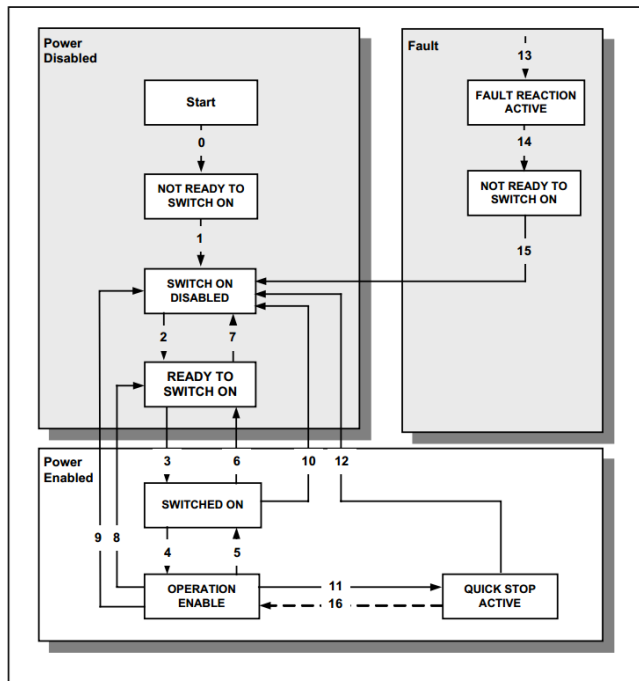 Power
Disabled
Start
0
NOT READY TO
SWITCH ON
1
SWITCH ON
DISABLED
2
7
READY TO
SWITCH ON
Fault
13
FAULT REACTION
ACTIVE
14
NOT READY TO
SWITCH ON
15
Power
Enabled
3
6
10
12
SWITCHED ON
9
8
4
5
OPERATION
ENABLE
11
16
QUICK STOP
ACTIVE